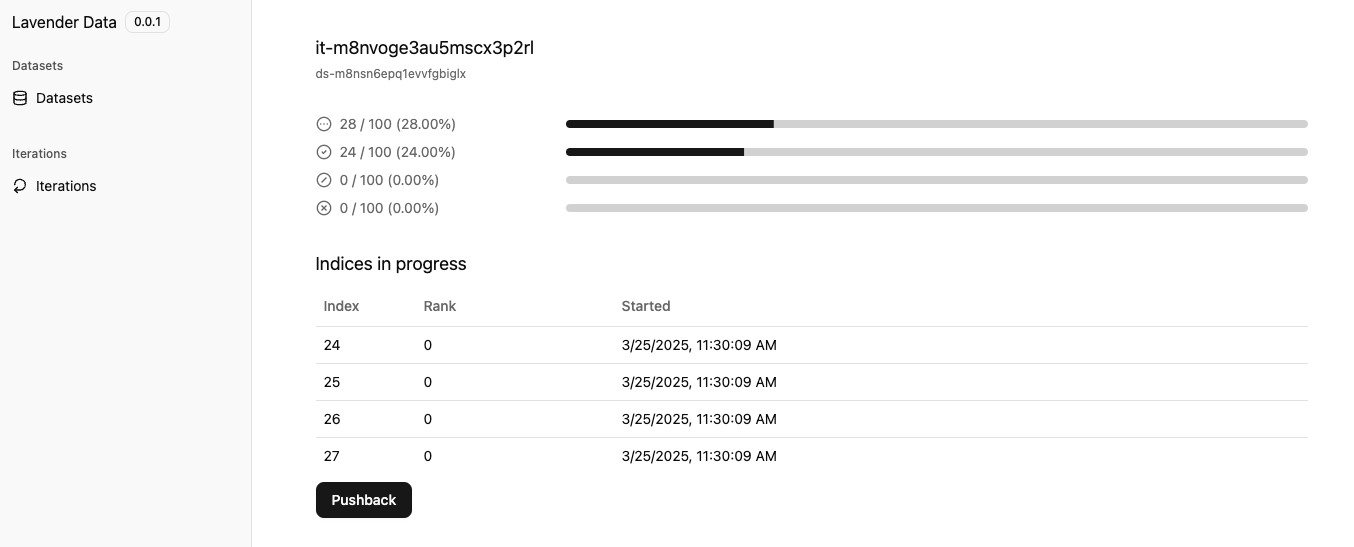 Lavender Data 0.0.1
Datasets
Datasets
Iterations
Iterations
it-m8nvoge3au5mscx3p2rl
ds-m8nsn6epq1evvfgbiglx
28 / 100 (28.00%)
24 / 100 (24.00%)
0 / 100 (0.00%)
0 / 100 (0.00%)
Indices in progress
Index Rank Started
24 0 3/25/2025, 11:30:09 AM
25 0 3/25/2025, 11:30:09 AM
26 0 3/25/2025, 11:30:09 AM
27 0 3/25/2025, 11:30:09 AM
Pushback